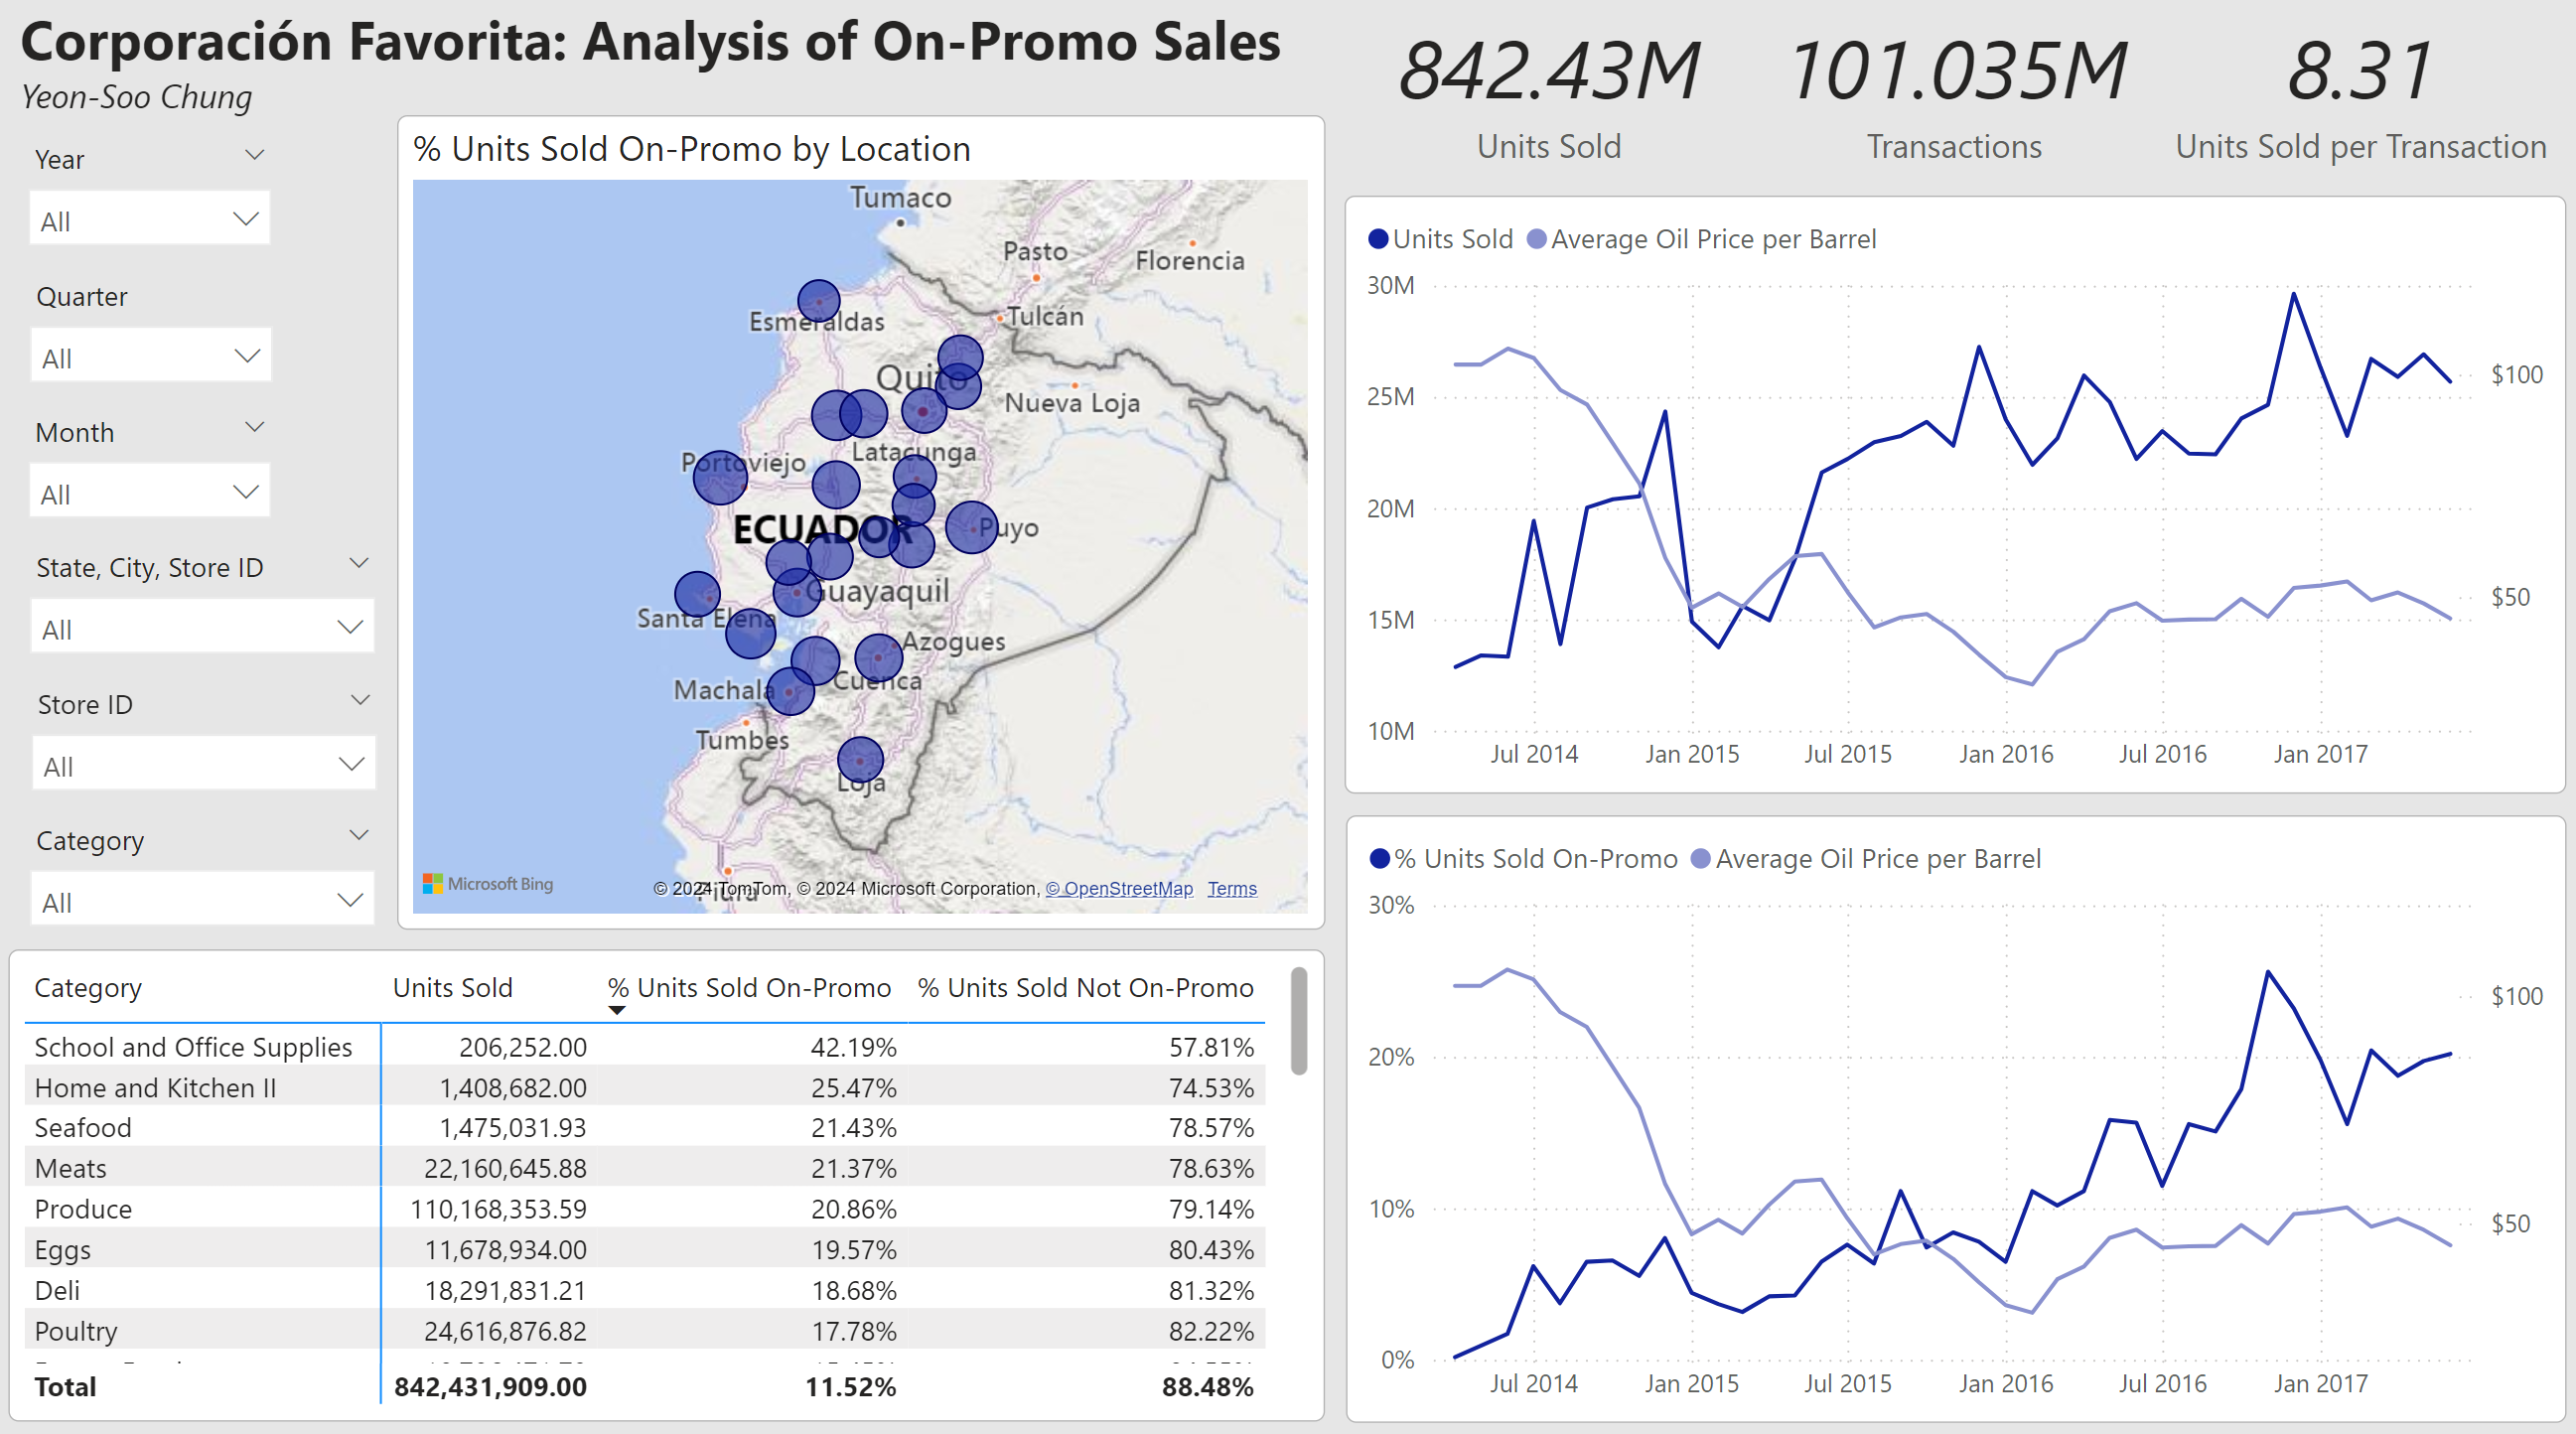 Corporación Favorita: Analysis of On-Promo Sales
Yeon-Soo Chung
842.43M
Units Sold
101.035M
Transactions
8.31
Units Sold per Transaction
Year
All
Quarter
All
Month
All
State, City, Store ID
All
Store ID
All
Category
All
% Units Sold On-Promo by Location
Tumaco
Pasto
Florencia
Esmeraldas
Tulcán
Quito
Nueva Loja
Latacunga
Portoviejo
ECUADOR
Puyo
Guayaquil
Santa Elena
Azogues
Cuenca
Machala
Tumbes
Loja
Piura
Microsoft Bing
© 2024 TomTom, © 2024 Microsoft Corporation, © OpenStreetMap Terms
Units Sold Average Oil Price per Barrel
30M
25M
20M
15M
10M
$100
$50
Jul 2014 Jan 2015 Jul 2015 Jan 2016 Jul 2016 Jan 2017
% Units Sold On-Promo Average Oil Price per Barrel
30%
20%
10%
0%
$100
$50
Jul 2014 Jan 2015 Jul 2015 Jan 2016 Jul 2016 Jan 2017
Category Units Sold % Units Sold On-Promo % Units Sold Not On-Promo
School and Office Supplies 206,252.00 42.19% 57.81%
Home and Kitchen II 1,408,682.00 25.47% 74.53%
Seafood 1,475,031.93 21.43% 78.57%
Meats 22,160,645.88 21.37% 78.63%
Produce 110,168,353.59 20.86% 79.14%
Eggs 11,678,934.00 19.57% 80.43%
Deli 18,291,831.21 18.68% 81.32%
Poultry 24,616,876.82 17.78% 82.22%
Total 842,431,909.00 11.52% 88.48%